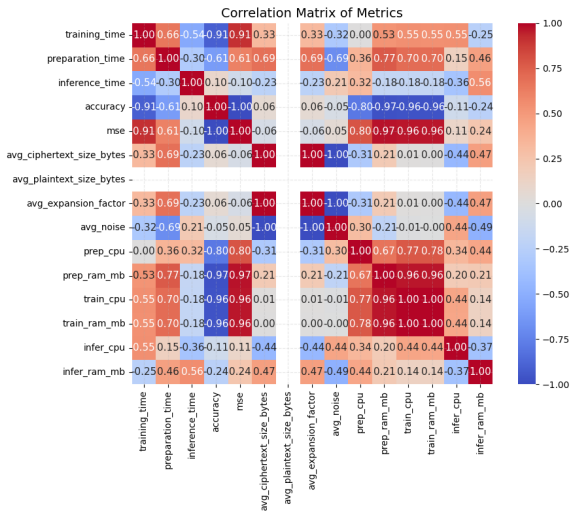 Correlation Matrix of Metrics
training_time 1.00 0.66 -0.54 -0.91 0.91 0.33 0.33 -0.32 0.00 0.53 0.55 0.55 0.55 -0.25
preparation_time 0.66 1.00 -0.30 -0.61 0.61 0.69 0.69 -0.69 0.36 0.77 0.70 0.70 0.15 0.46
inference_time -0.54 -0.30 1.00 0.10 -0.10 -0.23 -0.23 0.21 0.32 -0.18 -0.18 -0.18 -0.36 0.56
accuracy -0.91 -0.61 0.10 1.00 -1.00 0.06 0.06 -0.05 -0.80 -0.97 -0.96 -0.96 -0.11 -0.24
mse 0.91 0.61 -0.10 -1.00 1.00 -0.06 -0.06 0.05 0.80 0.97 0.96 0.96 0.11 0.24
avg_ciphertext_size_bytes 0.33 0.69 -0.23 0.06 -0.06 1.00 1.00 -1.00 -0.31 0.21 0.01 0.00 -0.44 0.47
avg_plaintext_size_bytes
avg_expansion_factor 0.33 0.69 -0.23 0.06 -0.06 1.00 1.00 -1.00 -0.31 0.21 0.01 0.00 -0.44 0.47
avg_noise -0.32 -0.69 0.21 -0.05 0.05 -1.00 -1.00 1.00 0.30 -0.21 -0.01 -0.00 0.44 -0.49
prep_cpu -0.00 0.36 0.32 -0.80 0.80 -0.31 -0.31 0.30 1.00 0.67 0.77 0.78 0.34 0.44
prep_ram_mb 0.53 0.77 -0.18 -0.97 0.97 0.21 0.21 -0.21 0.67 1.00 0.96 0.96 0.20 0.21
train_cpu 0.55 0.70 -0.18 -0.96 0.96 0.01 0.01 -0.01 0.77 0.96 1.00 1.00 0.44 0.14
train_ram_mb 0.55 0.70 -0.18 -0.96 0.96 0.00 0.00 -0.00 0.78 0.96 1.00 1.00 0.44 0.14
infer_cpu 0.55 0.15 -0.36 -0.11 0.11 -0.44 -0.44 0.44 0.34 0.20 0.44 0.44 1.00 -0.37
infer_ram_mb -0.25 0.46 0.56 -0.24 0.24 0.47 0.47 -0.49 0.44 0.21 0.14 0.14 -0.37 1.00
training_time
preparation_time
inference_time
accuracy
mse
avg_ciphertext_size_bytes
avg_plaintext_size_bytes
avg_expansion_factor
avg_noise
prep_cpu
prep_ram_mb
train_cpu
train_ram_mb
infer_cpu
infer_ram_mb
1.00
0.75
0.50
0.25
0.00
−0.25
−0.50
−0.75
−1.00